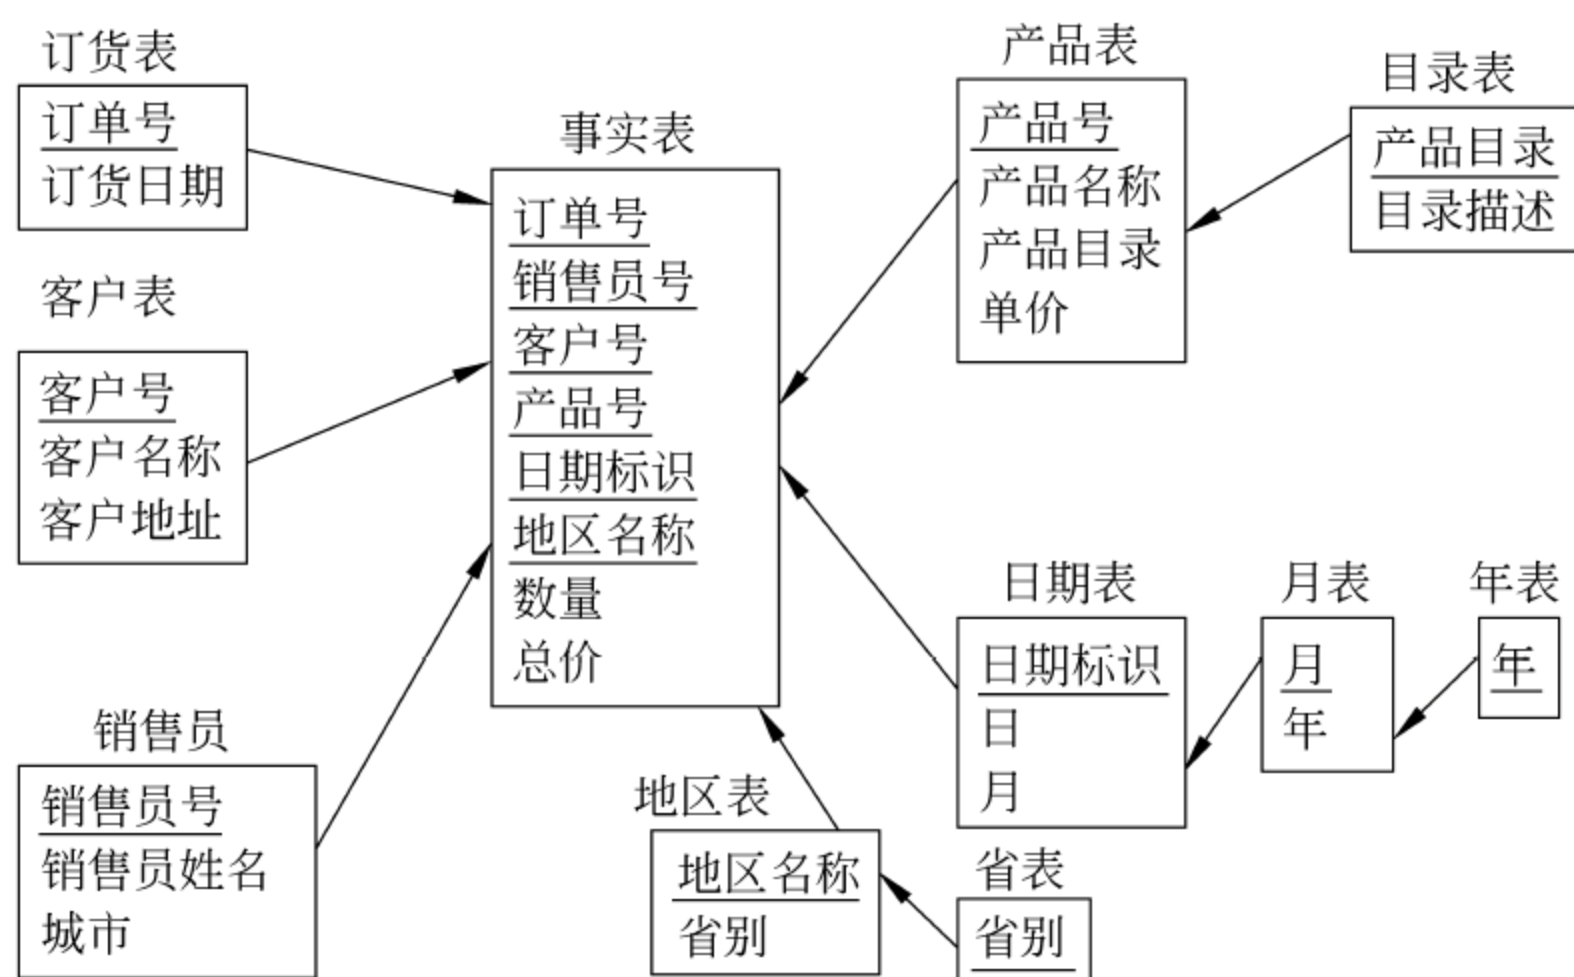 订货表
订单号
订货日期
客户表
客户号
客户名称
客户地址
销售员
销售员号
销售员姓名
城市
事实表
订单号
销售员号
客户号
产品号
日期标识
地区名称
数量
总价
地区表
地区名称
省别
产品表
产品号
产品名称
产品目录
单价
目录表
产品目录
目录描述
日期表
日期标识
日
月
月表
月
年
年表
年
省表
省别